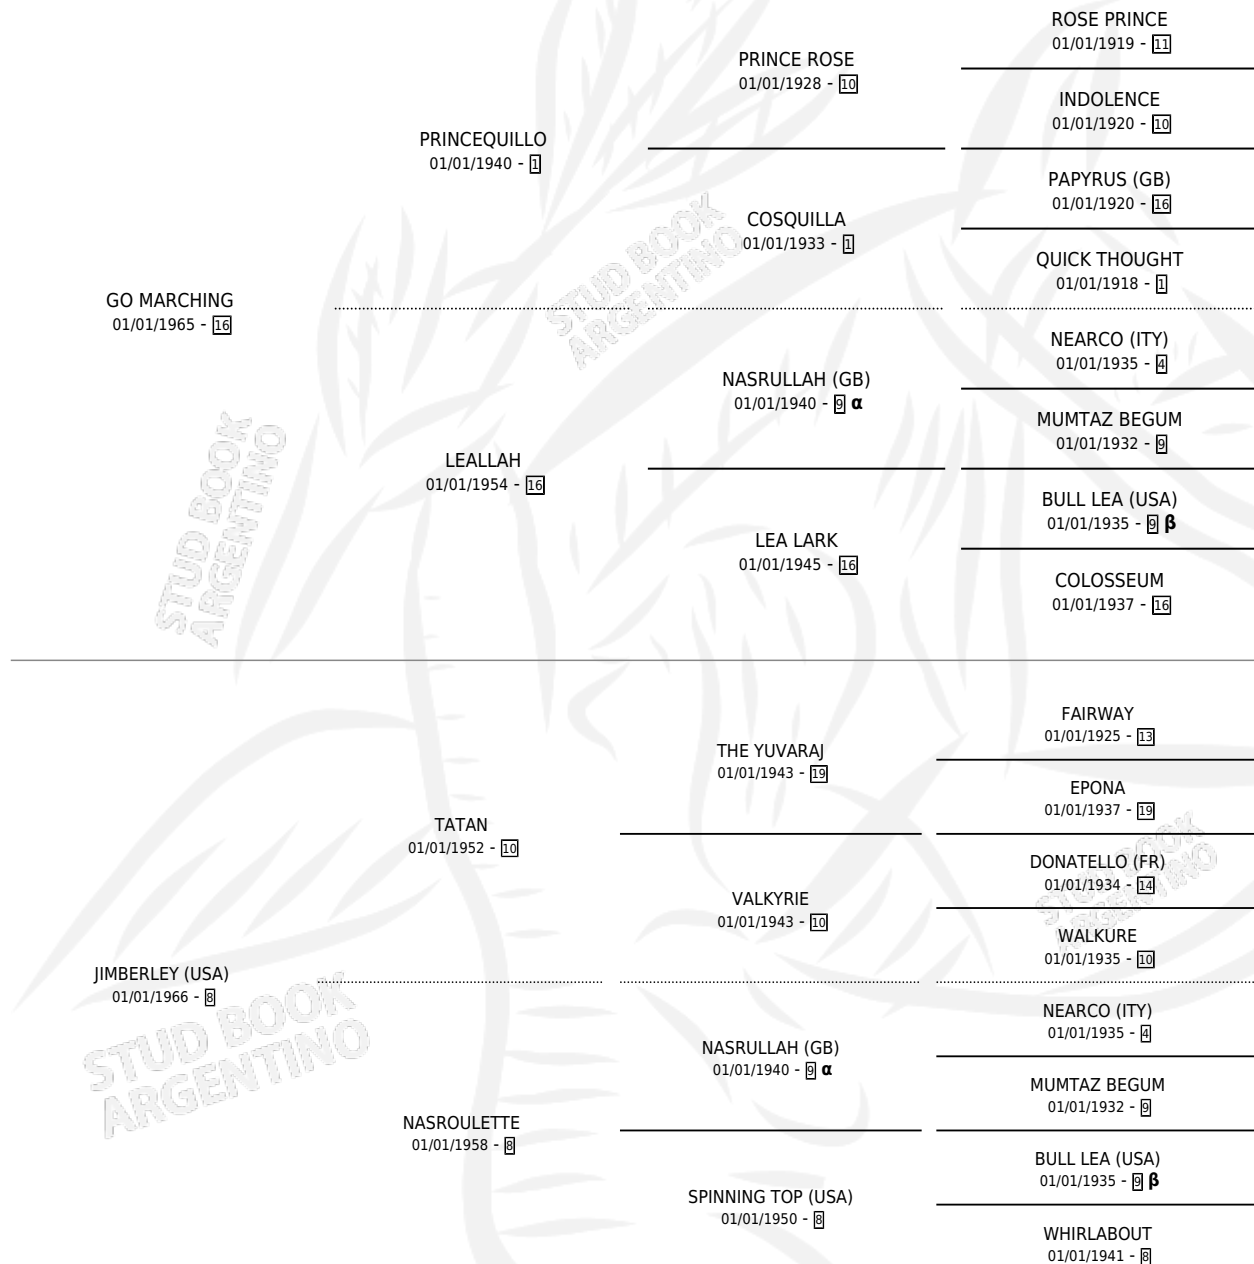 ROSE PRINCE
01/01/1919 - 11
PRINCE ROSE
01/01/1928 - 10
INDOLENCE
01/01/1920 - 10
PRINCEQUILLO
01/01/1940 - 1
PAPYRUS (GB)
01/01/1920 - 16
COSQUILLA
01/01/1933 - 1
QUICK THOUGHT
01/01/1918 - 1
STUD BOOK
ARGENTINO
GO MARCHING
01/01/1965 - 16
NEARCO (ITY)
01/01/1935 - 4
NASRULLAH (GB)
01/01/1940 - 9 α
MUMTAZ BEGUM
01/01/1932 - 9
LEALLAH
01/01/1954 - 16
BULL LEA (USA)
01/01/1935 - 9 β
LEA LARK
01/01/1945 - 16
COLOSSEUM
01/01/1937 - 16
STUD BOOK
ARGENTINO
FAIRWAY
01/01/1925 - 13
THE YUVARAJ
01/01/1943 - 19
EPONA
01/01/1937 - 19
TATAN
01/01/1952 - 10
DONATELLO (FR)
01/01/1934 - 14
VALKYRIE
01/01/1943 - 10
WALKURE
01/01/1935 - 10
STUD BOOK
ARGENTINO
JIMBERLEY (USA)
01/01/1966 - 8
NEARCO (ITY)
01/01/1935 - 4
NASRULLAH (GB)
01/01/1940 - 9 α
MUMTAZ BEGUM
01/01/1932 - 9
STUD BOOK
ARGENTINO
NASROULETTE
01/01/1958 - 8
BULL LEA (USA)
01/01/1935 - 9 β
SPINNING TOP (USA)
01/01/1950 - 8
WHIRLABOUT
01/01/1941 - 8